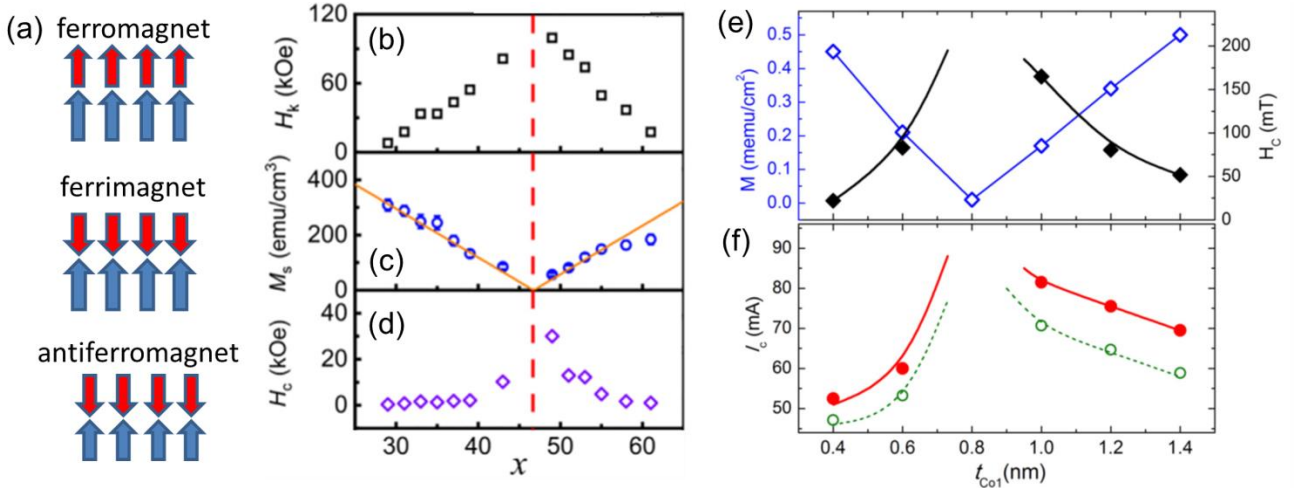 (a)
ferromagnet
ferrimagnet
antiferromagnet
(b)
H_k (kOe)
120
60
0
(c)
M_s (emu/cm³)
400
200
0
(d)
H_c (kOe)
40
20
0
30 40 50 60
x
(e)
M (memu/cm²)
0.5
0.4
0.3
0.2
0.1
0.0
H_C (mT)
200
150
100
50
0
(f)
I_c (mA)
90
80
70
60
50
0.4 0.6 0.8 1.0 1.2 1.4
t_Co1(nm)